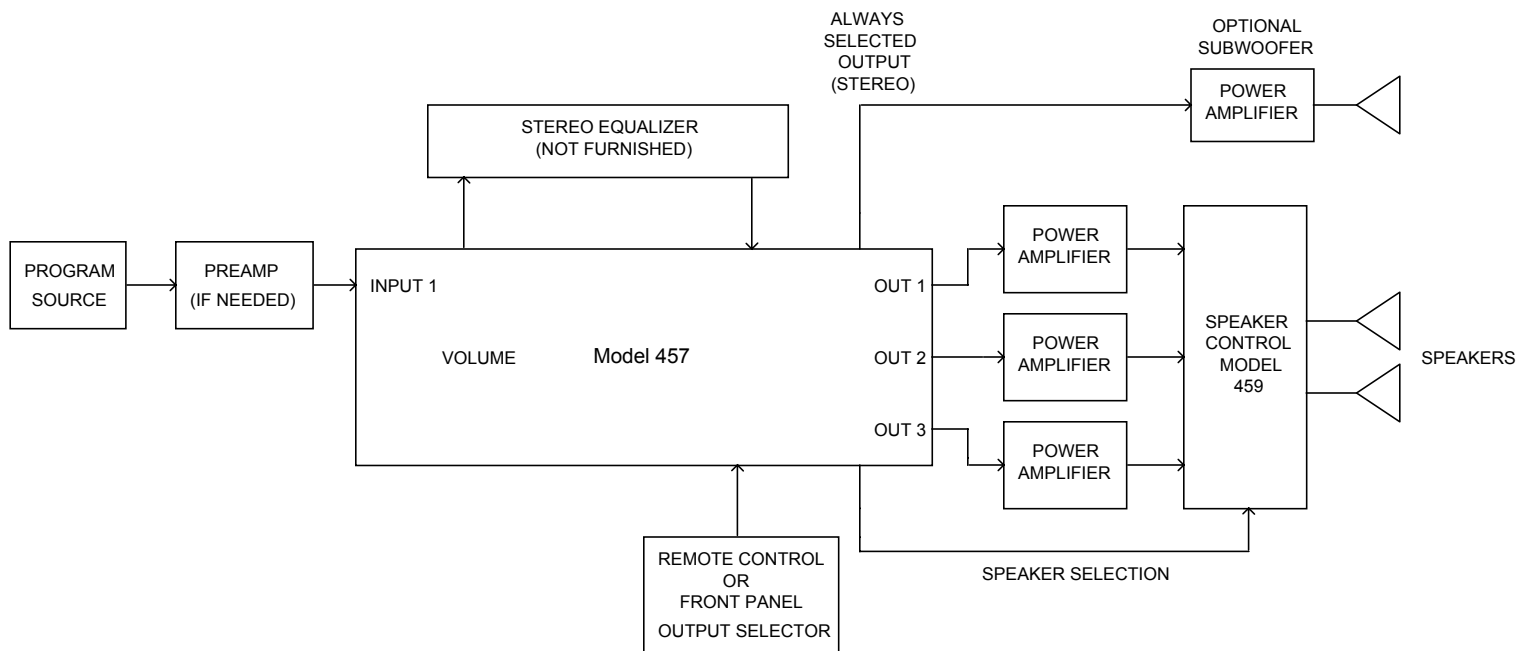 ALWAYS
SELECTED
OUTPUT
(STEREO)
OPTIONAL
SUBWOOFER
POWER
AMPLIFIER
STEREO EQUALIZER
(NOT FURNISHED)
PROGRAM
SOURCE
PREAMP
(IF NEEDED)
INPUT 1
VOLUME
Model 457
OUT 1
OUT 2
OUT 3
POWER
AMPLIFIER
POWER
AMPLIFIER
POWER
AMPLIFIER
SPEAKER
CONTROL
MODEL
459
SPEAKERS
REMOTE CONTROL
OR
FRONT PANEL
OUTPUT SELECTOR
SPEAKER SELECTION